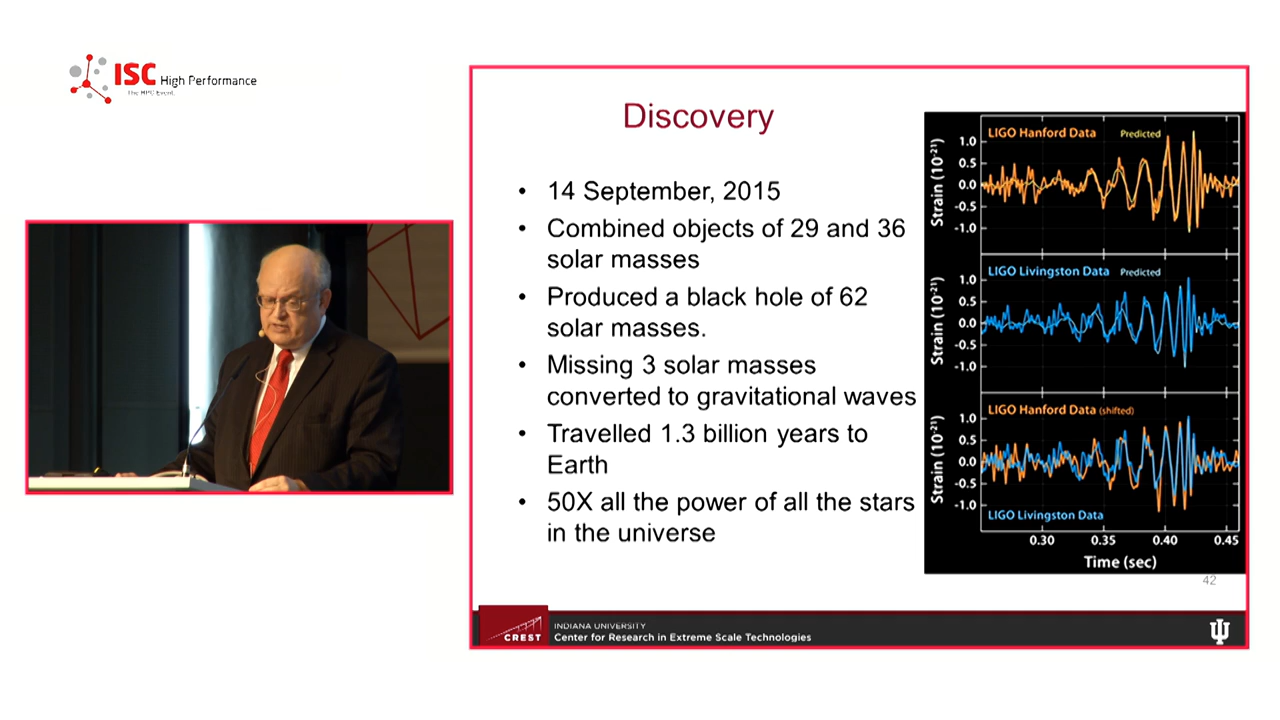 ISC High Performance
The HPC Event.
Discovery
• 14 September, 2015
• Combined objects of 29 and 36
solar masses
• Produced a black hole of 62
solar masses.
• Missing 3 solar masses
converted to gravitational waves
• Travelled 1.3 billion years to
Earth
• 50X all the power of all the stars
in the universe
LIGO Hanford Data Predicted
1.0
0.5
0.0
-0.5
-1.0
Strain (10⁻²¹)
LIGO Livingston Data Predicted
1.0
0.5
0.0
-0.5
-1.0
Strain (10⁻²¹)
LIGO Hanford Data (shifted)
1.0
0.5
0.0
-0.5
-1.0
Strain (10⁻²¹)
LIGO Livingston Data
0.30 0.35 0.40 0.45
Time (sec)
42
CREST
INDIANA UNIVERSITY
Center for Research in Extreme Scale Technologies